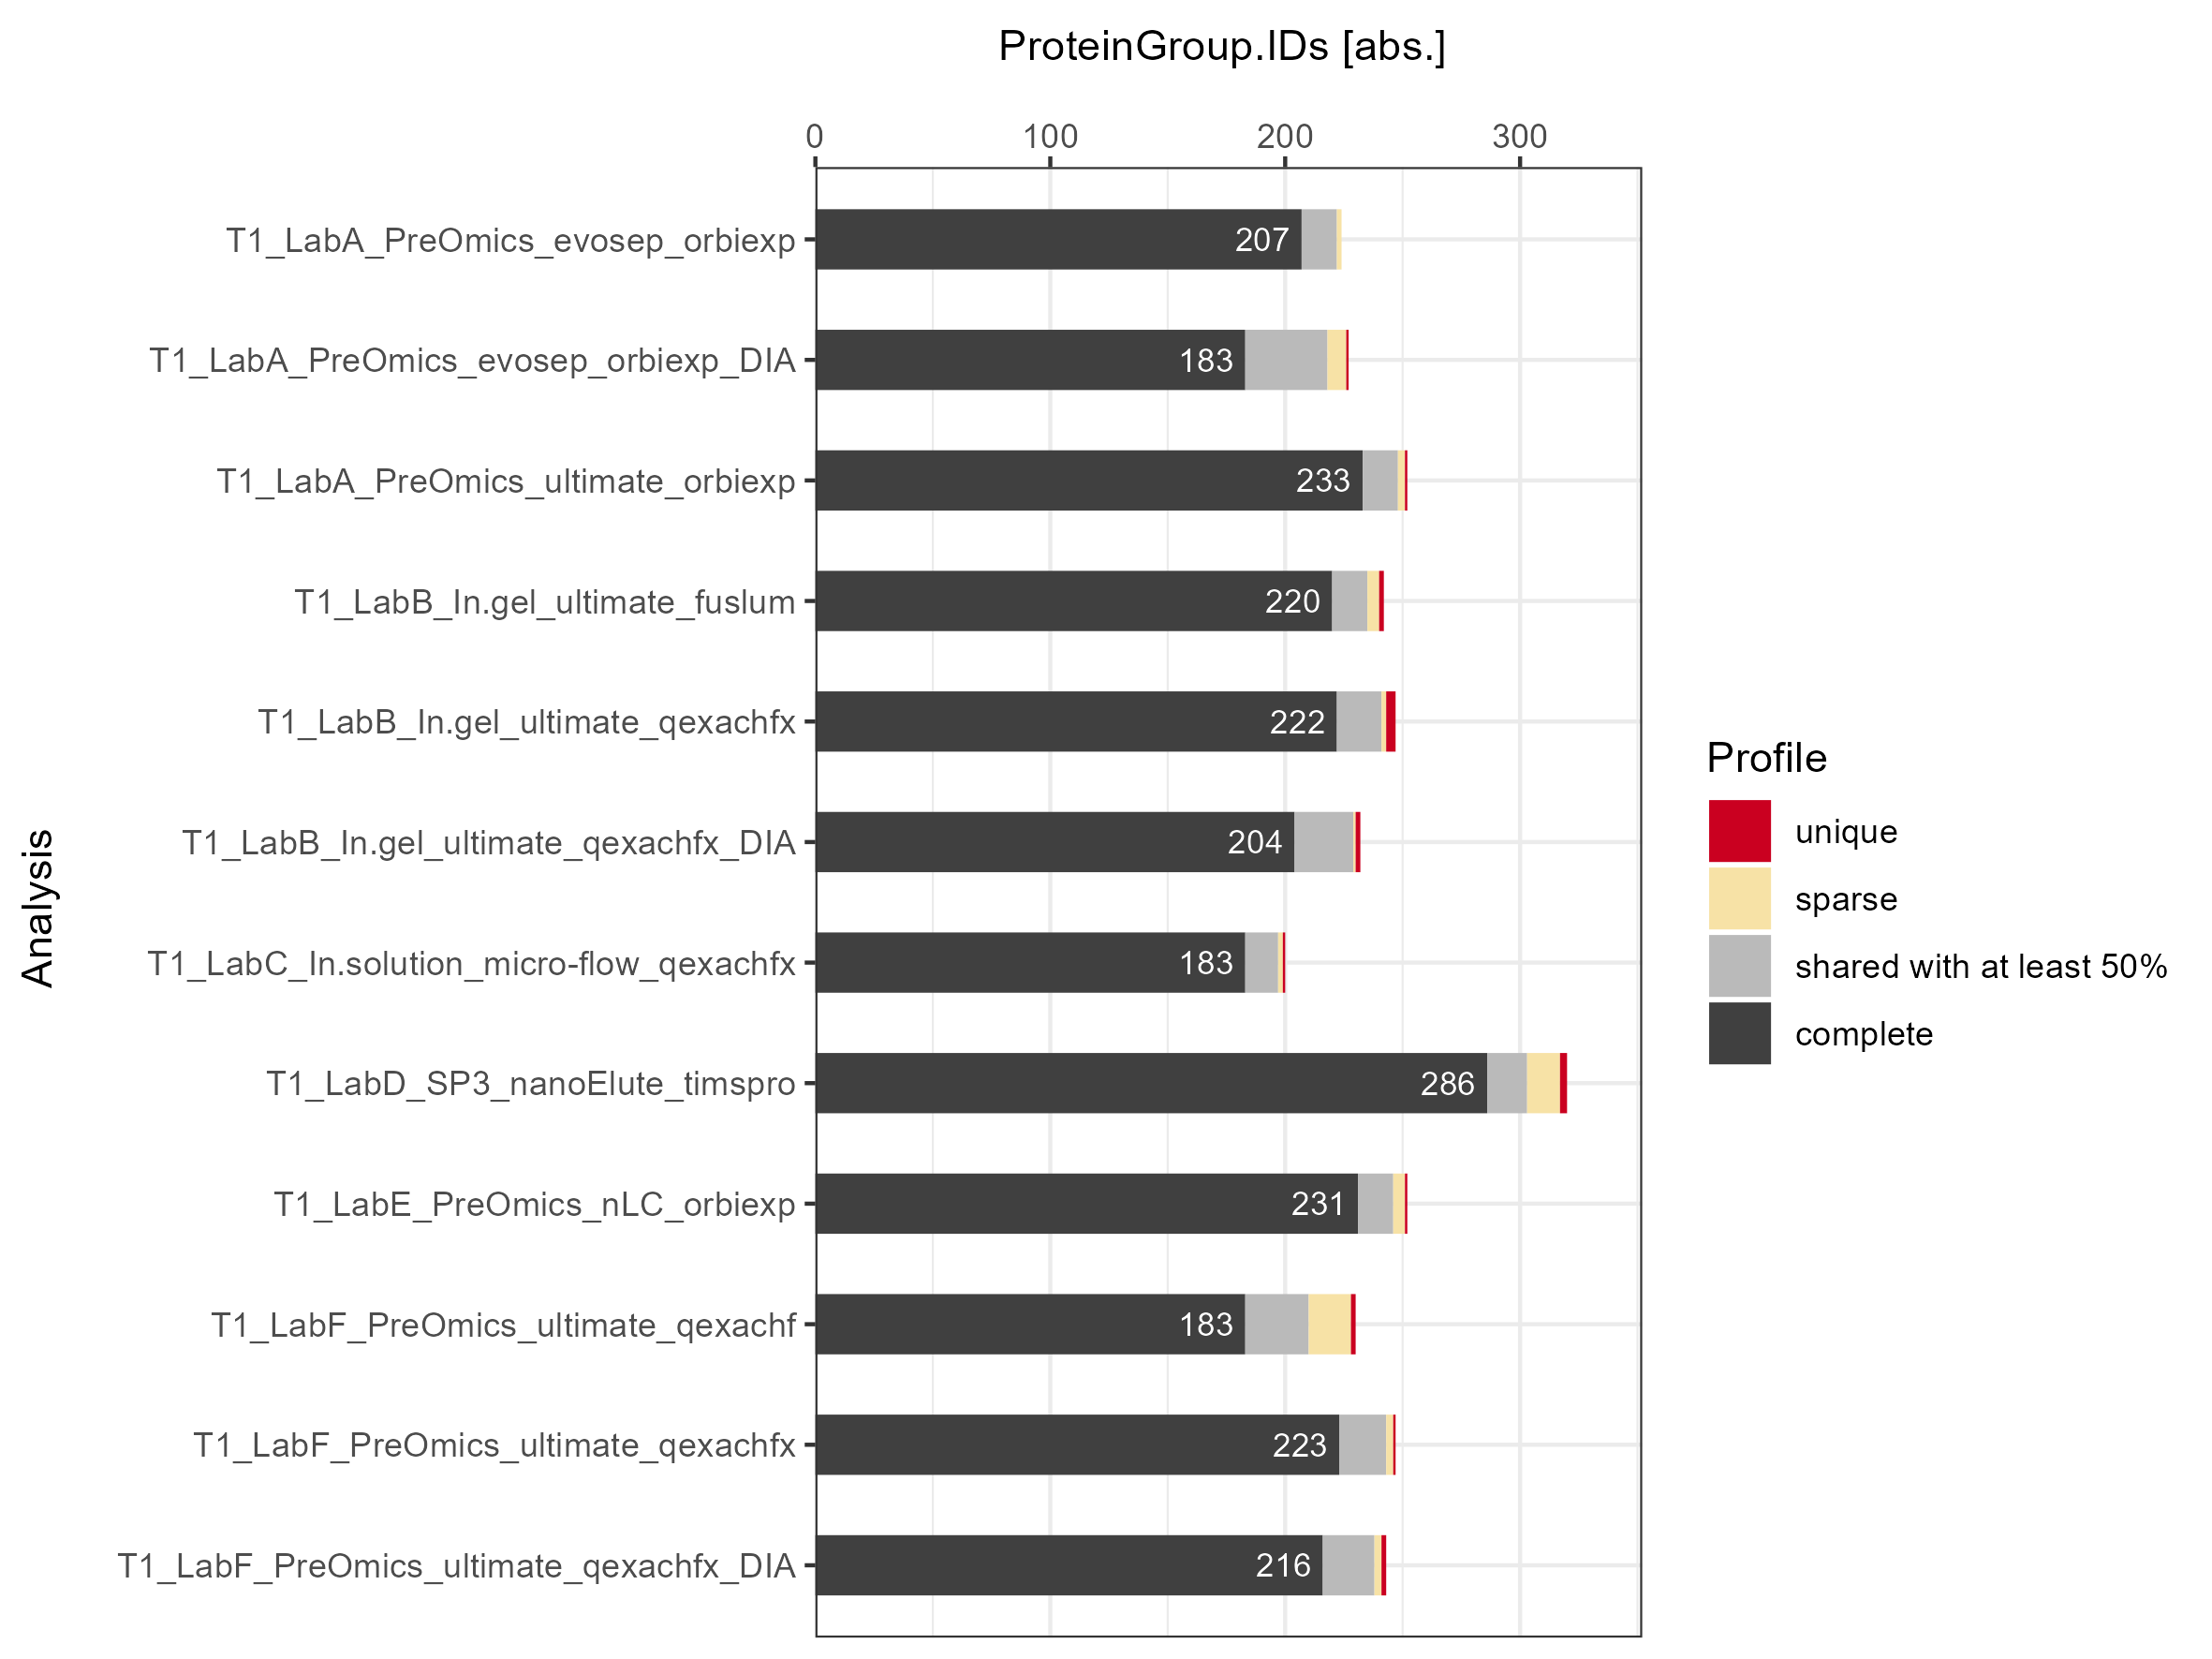 ProteinGroup.IDs [abs.]
0 100 200 300
T1_LabA_PreOmics_evosep_orbiexp 207
T1_LabA_PreOmics_evosep_orbiexp_DIA 183
T1_LabA_PreOmics_ultimate_orbiexp 233
T1_LabB_In.gel_ultimate_fuslum 220
T1_LabB_In.gel_ultimate_qexachfx 222
T1_LabB_In.gel_ultimate_qexachfx_DIA 204
T1_LabC_In.solution_micro-flow_qexachfx 183
T1_LabD_SP3_nanoElute_timspro 286
T1_LabE_PreOmics_nLC_orbiexp 231
T1_LabF_PreOmics_ultimate_qexachf 183
T1_LabF_PreOmics_ultimate_qexachfx 223
T1_LabF_PreOmics_ultimate_qexachfx_DIA 216
Analysis
Profile
unique
sparse
shared with at least 50%
complete